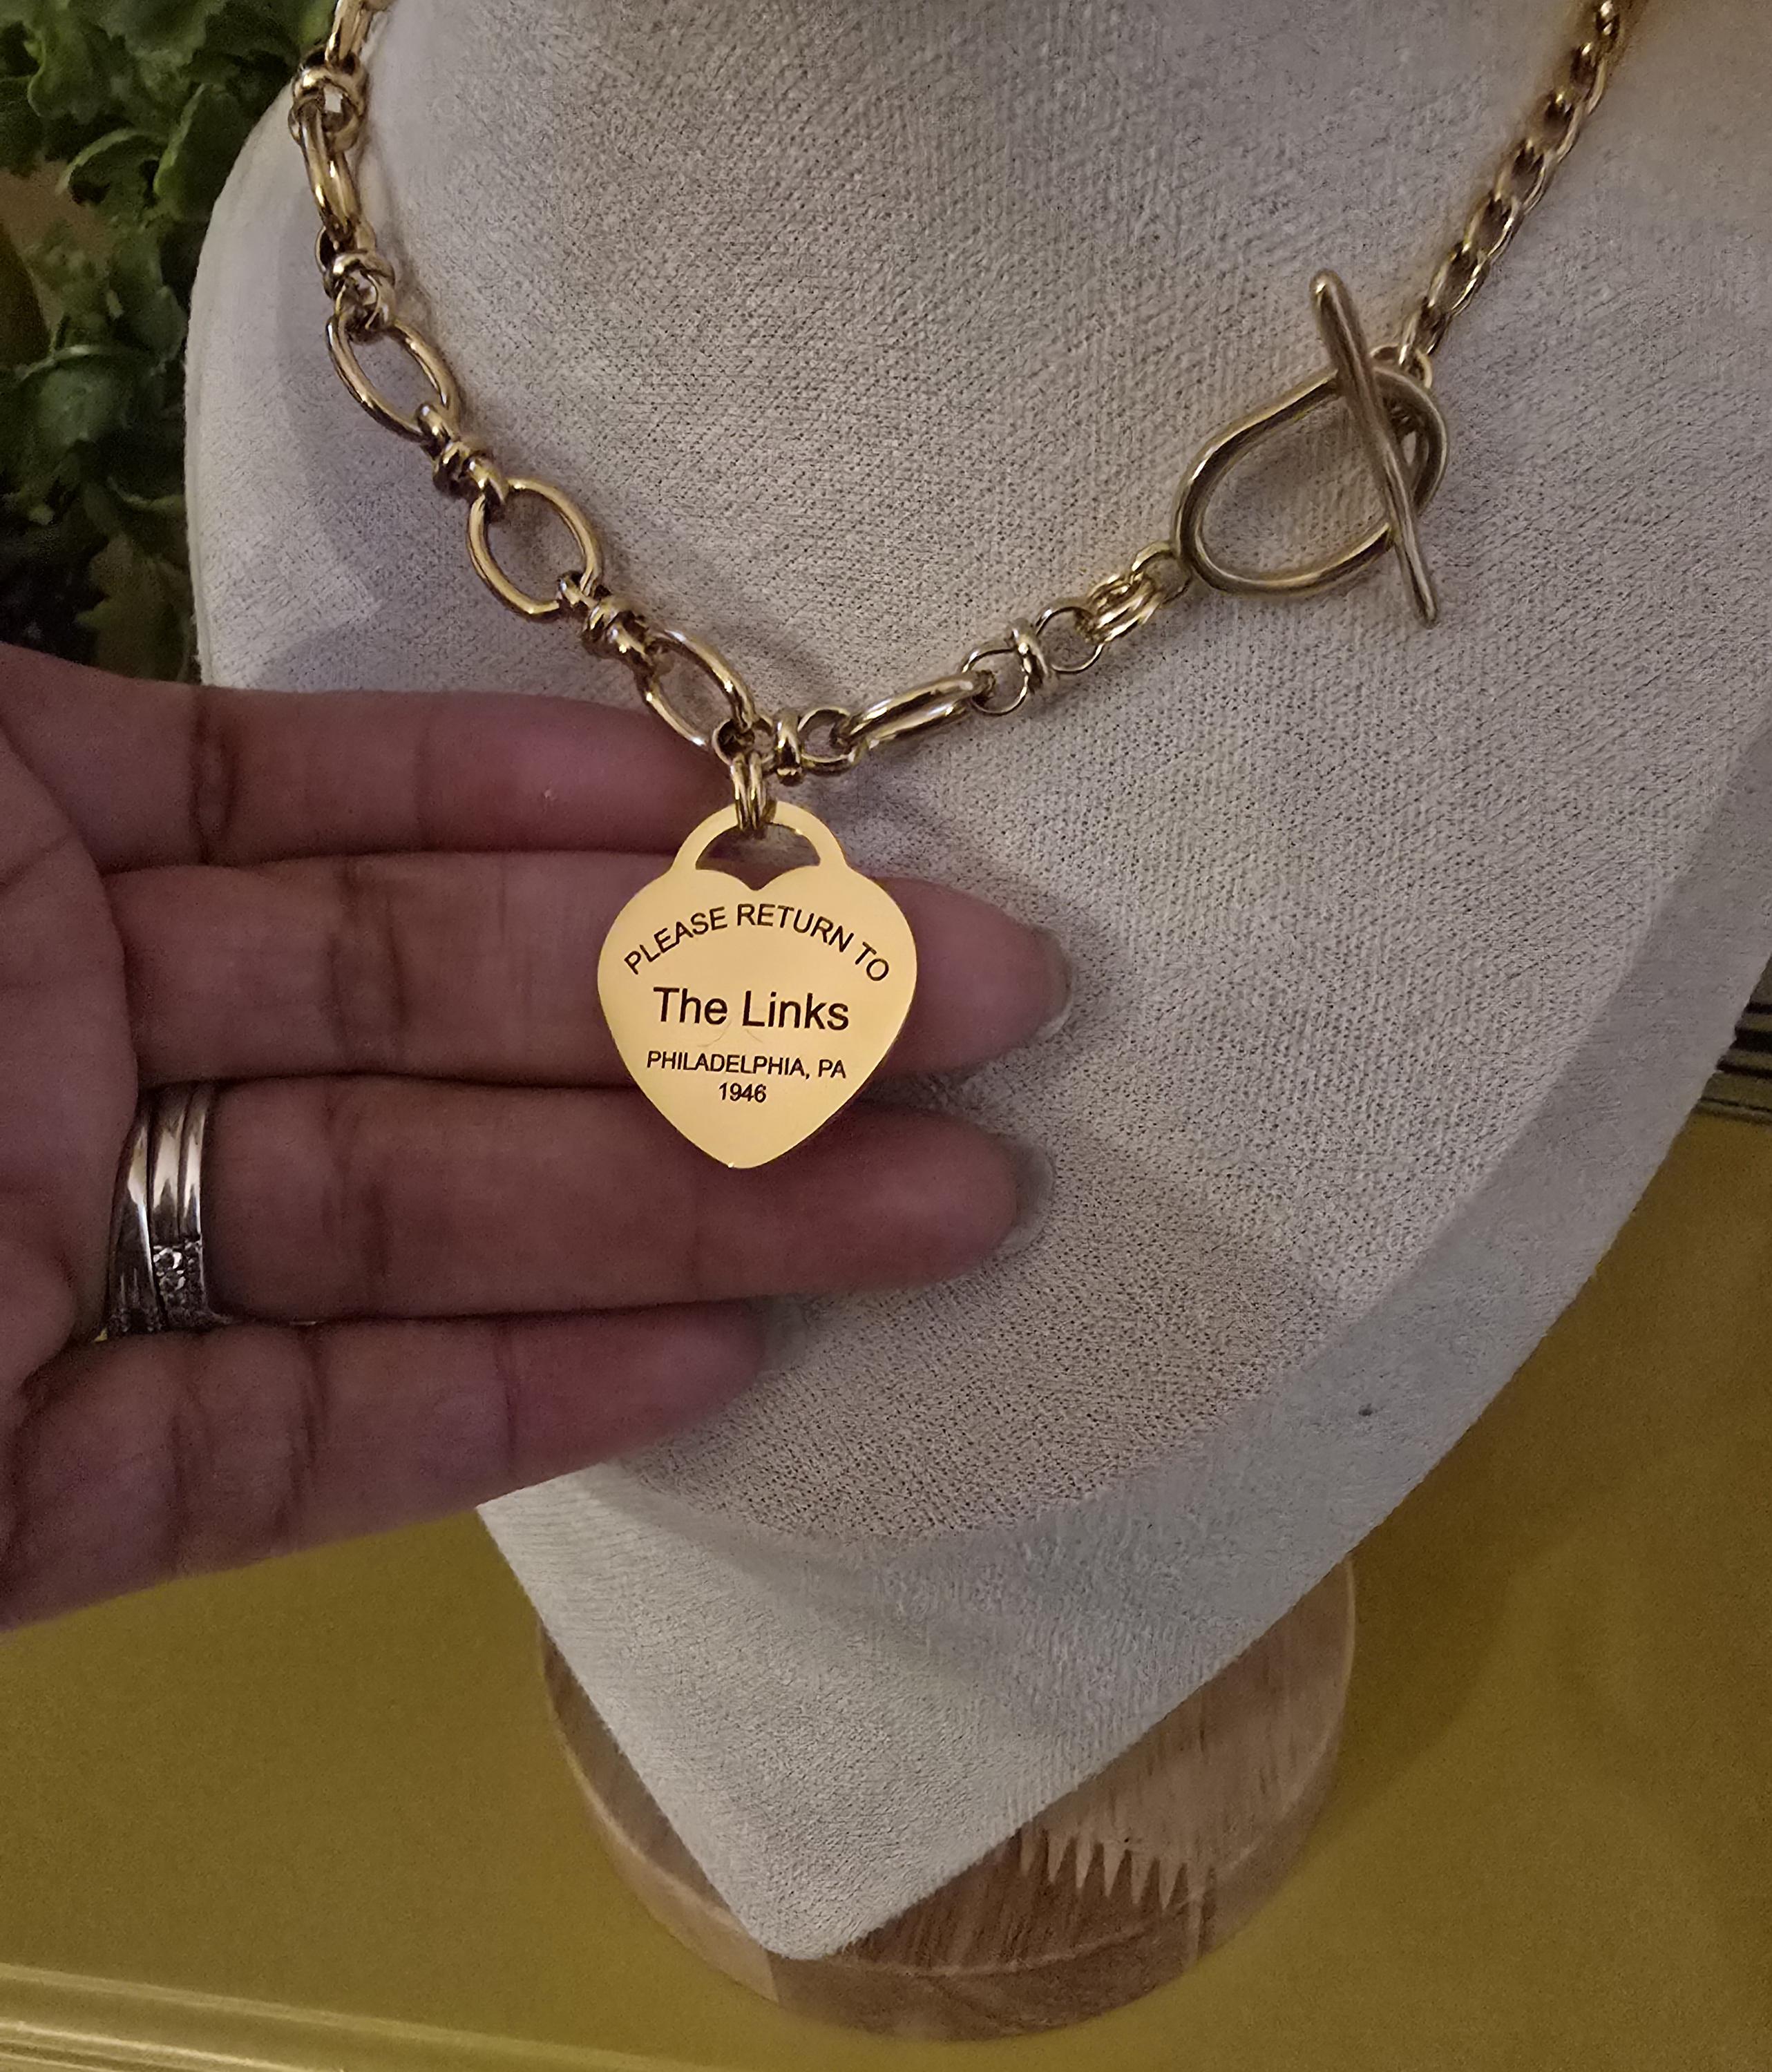 PLEASE RETURN TO
The Links
PHILADELPHIA, PA
1946